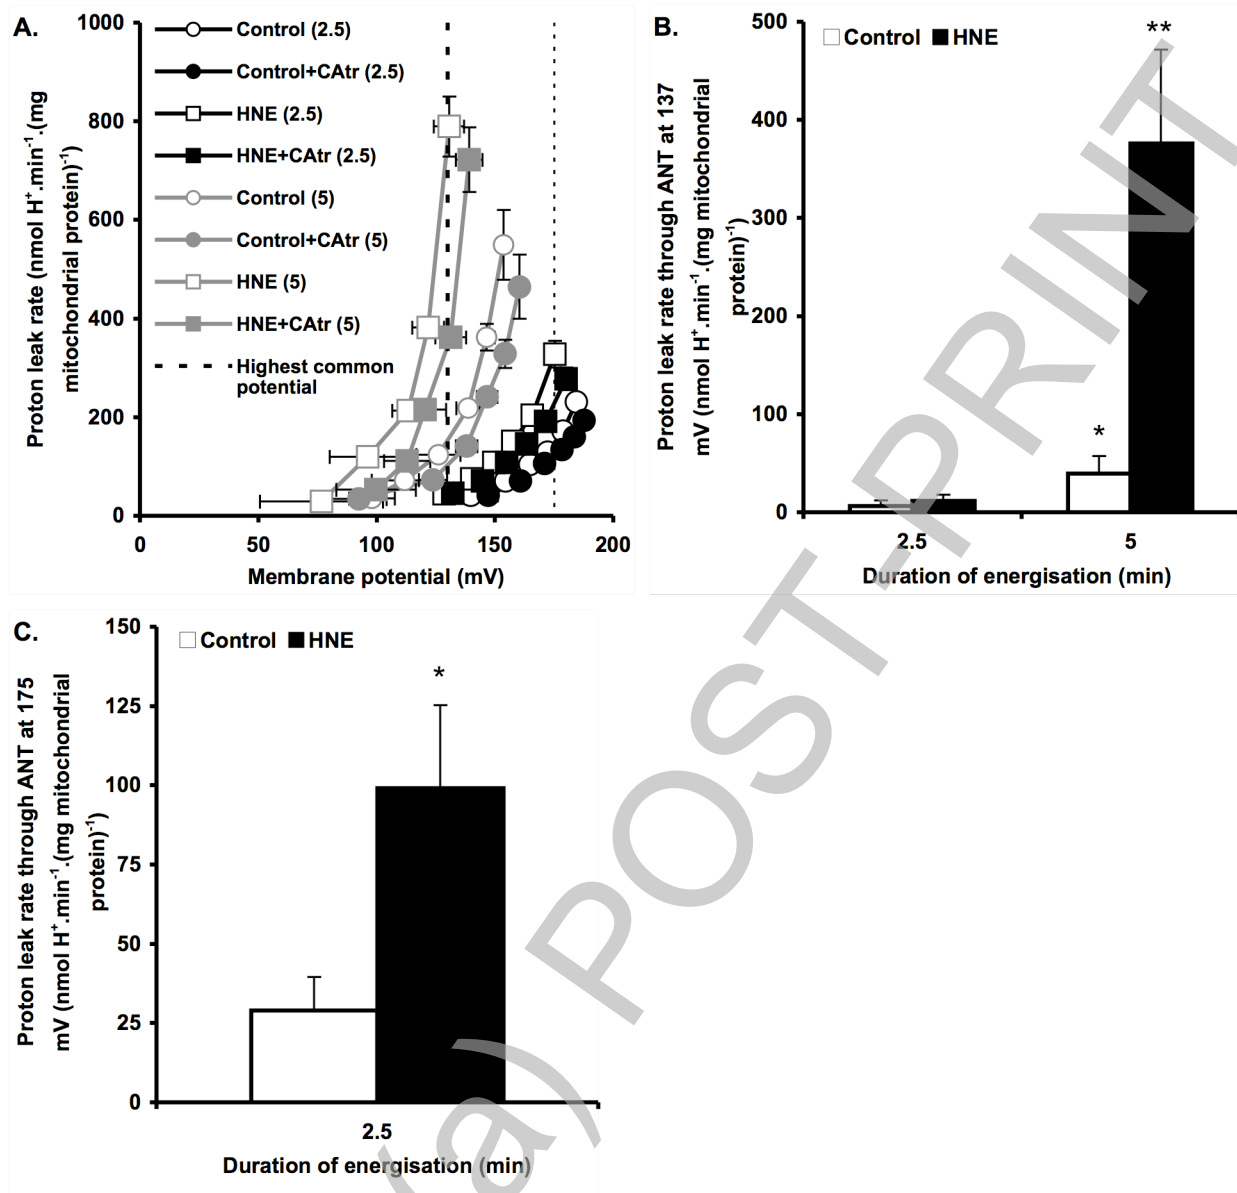 A.
1000
800
600
400
200
0
Proton leak rate (nmol H⁺.min⁻¹.(mg
mitochondrial protein)⁻¹)
Control (2.5)
Control+CAtr (2.5)
HNE (2.5)
HNE+CAtr (2.5)
Control (5)
Control+CAtr (5)
HNE (5)
HNE+CAtr (5)
Highest common
potential
0 50 100 150 200
Membrane potential (mV)
B.
500
400
300
200
100
0
Proton leak rate through ANT at 137
mV (nmol H⁺.min⁻¹.(mg mitochondrial
protein)⁻¹)
Control HNE
**
*
2.5 5
Duration of energisation (min)
C.
150
125
100
75
50
25
0
Proton leak rate through ANT at 175
mV (nmol H⁺.min⁻¹.(mg mitochondrial
protein)⁻¹)
Control HNE
*
2.5
Duration of energisation (min)
(a) POST-PRINT